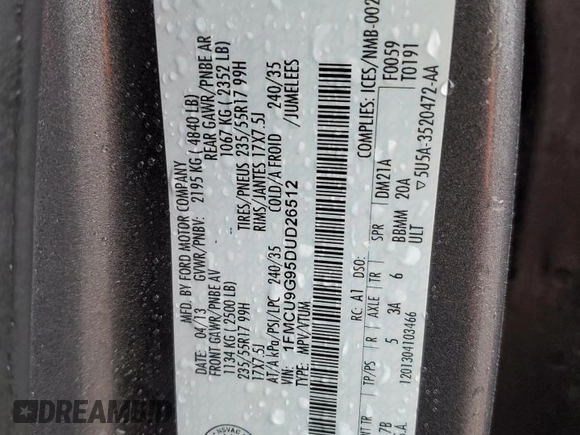 MFD. BY FORD MOTOR COMPANY
DATE: 04/13 GVWR/PNBV: 2195 KG ( 4840 LB)
FRONT GAWR/PNBE AV REAR GAWR/PNBE AR
1134 KG ( 2500 LB) 1067 KG ( 2352 LB)
235/55R17 99H TIRES/PNEUS 235/55R17 99H
17X7.5J RIMS/JANTES 17X7.5J
AT/A kPa/PSI/LPC 240/35 COLD/A FROID 240/35
1FMCU9G95DUD26512 /JUMELEES
TYPE: MPV/VTUM
COMPLIES: ICES/NMB-002
F0059
T0191
RC: A1 DSO:
NT TR TP/PS R AXLE TR SPR DM21A
7B 5 3A 6 BBMM 20A
ULT
S.A. 1201304103466 ▽5U5A-3520472-AA
NSVAC
DREAMBID